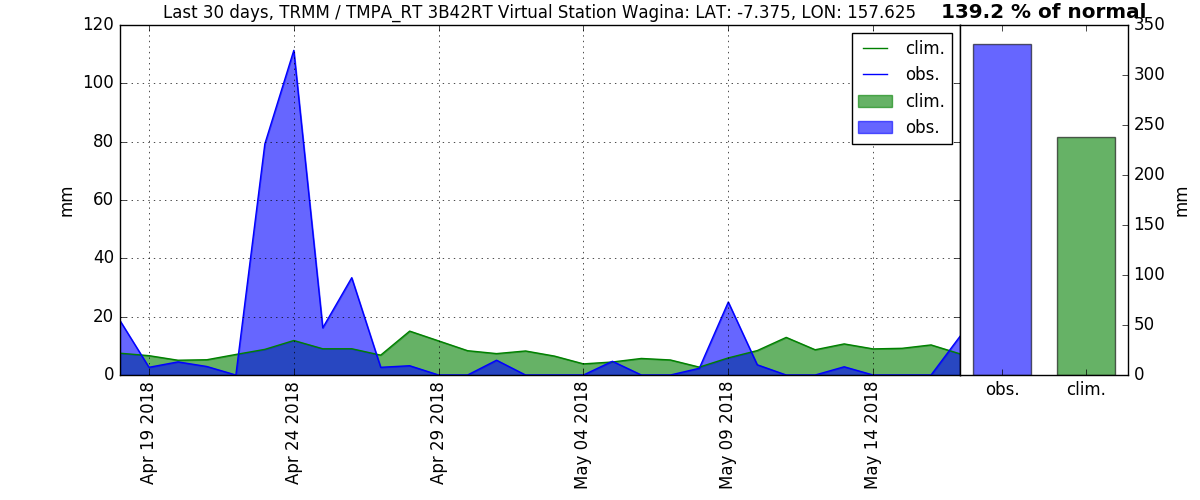 Last 30 days, TRMM / TMPA_RT 3B42RT Virtual Station Wagina: LAT: -7.375, LON: 157.625
139.2 % of normal
120
100
80
60
40
20
0
mm
clim.
obs.
clim.
obs.
Apr 19 2018
Apr 24 2018
Apr 29 2018
May 04 2018
May 09 2018
May 14 2018
350
300
250
200
150
100
50
0
mm
obs.
clim.